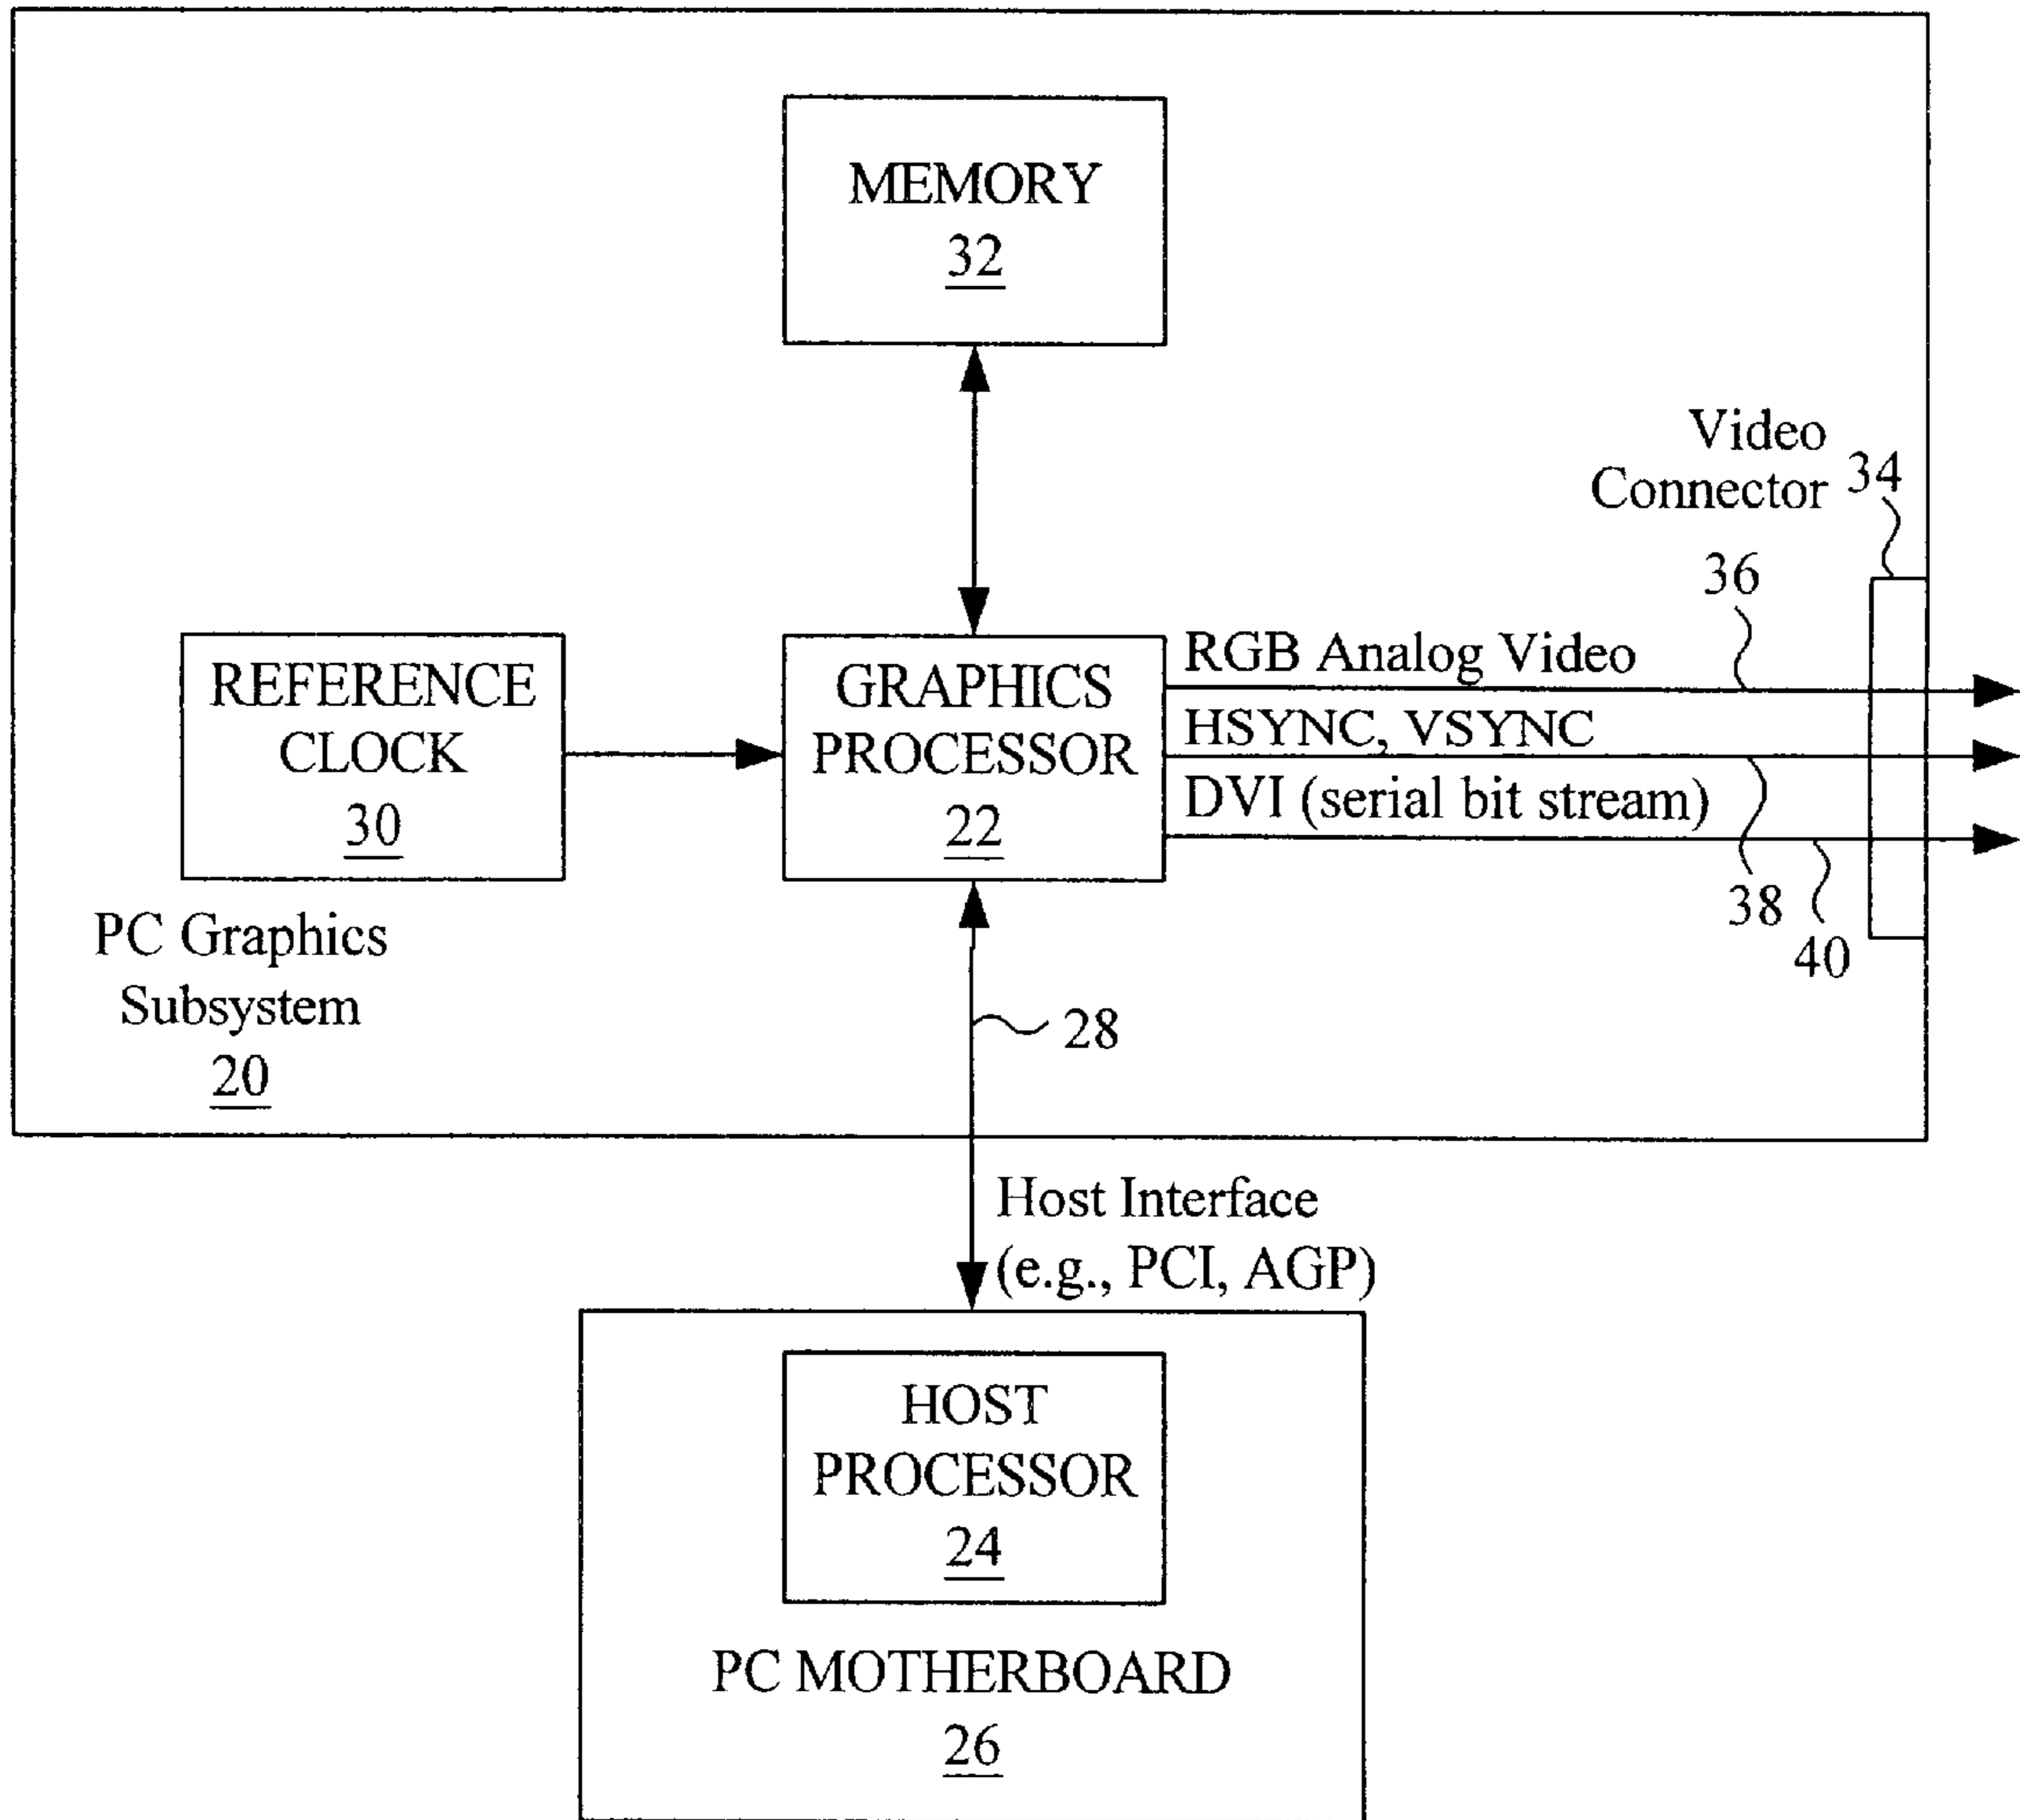 MEMORY
32
Video
Connector
34
36
REFERENCE
CLOCK
30
GRAPHICS
PROCESSOR
22
RGB Analog Video
HSYNC, VSYNC
DVI (serial bit stream)
38
40
PC Graphics
Subsystem
20
28
Host Interface
(e.g., PCI, AGP)
HOST
PROCESSOR
24
PC MOTHERBOARD
26